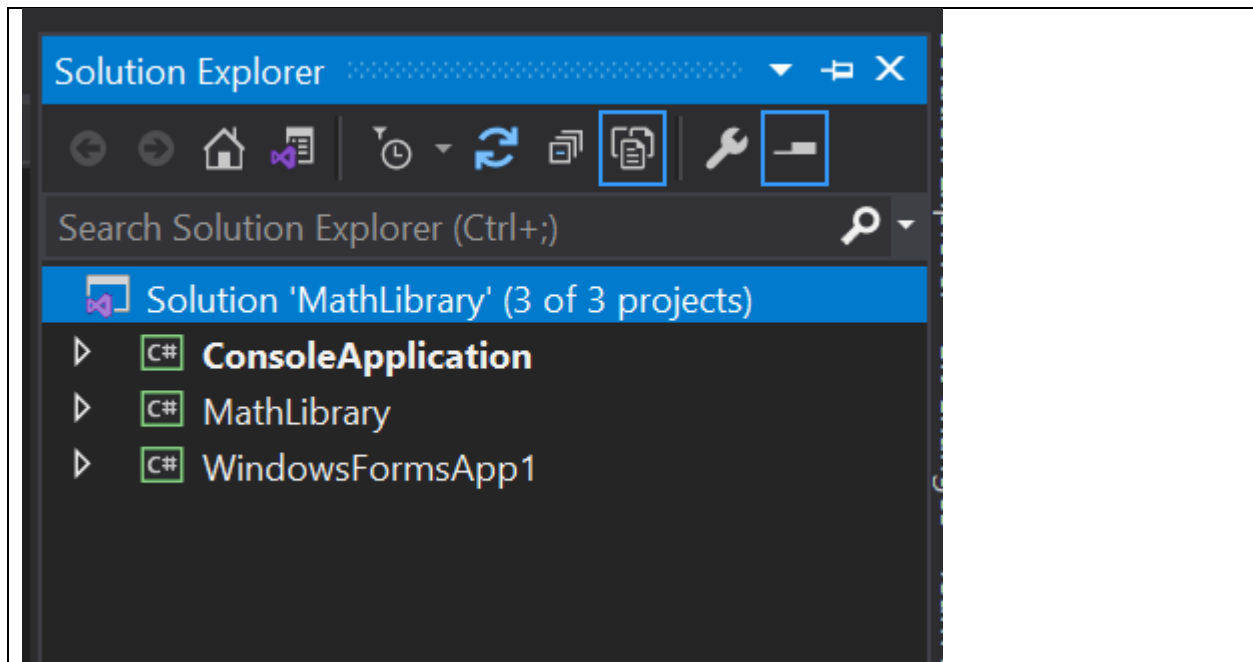 Solution Explorer
Search Solution Explorer (Ctrl+;)
Solution 'MathLibrary' (3 of 3 projects)
C# ConsoleApplication
C# MathLibrary
C# WindowsFormsApp1